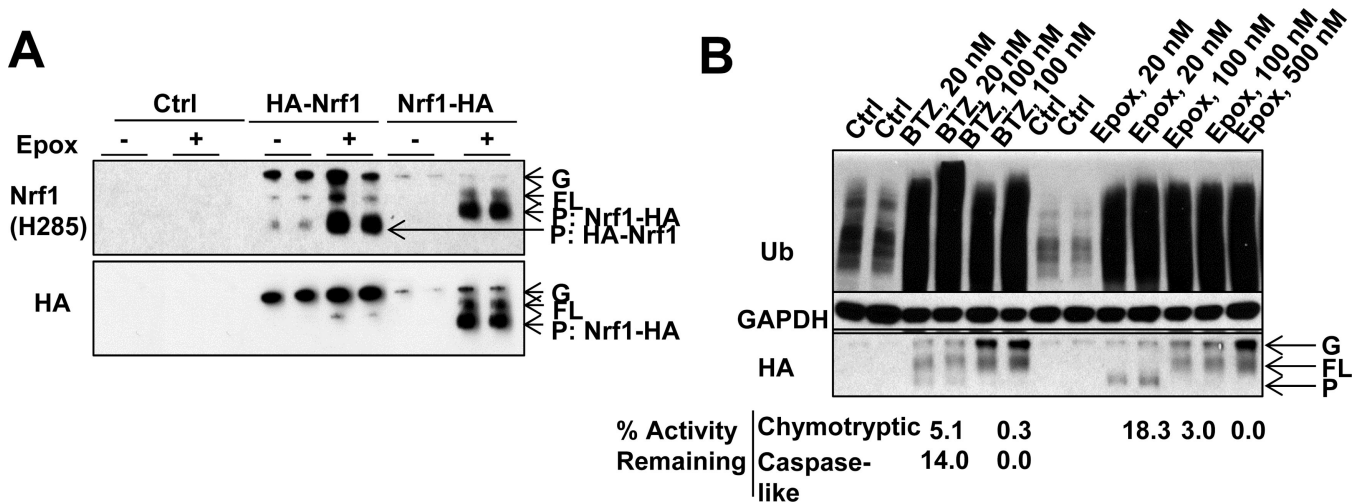 A
Ctrl HA-Nrf1 Nrf1-HA
Epox - + - + - +
Nrf1
(H285)
G
FL
P: Nrf1-HA
P: HA-Nrf1
HA
G
FL
P: Nrf1-HA
B
Ctrl
Ctrl
BTZ, 20 nM
BTZ, 20 nM
BTZ, 100 nM
BTZ, 100 nM
Ctrl
Ctrl
Epox, 20 nM
Epox, 20 nM
Epox, 100 nM
Epox, 100 nM
Epox, 500 nM
Ub
GAPDH
HA
G
FL
P
% Activity Chymotryptic 5.1 0.3 18.3 3.0 0.0
Remaining Caspase- 14.0 0.0
like